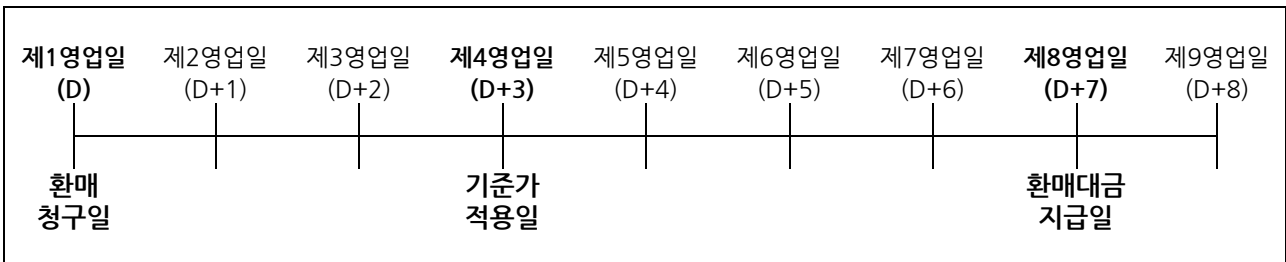 제1영업일 제2영업일 제3영업일 제4영업일 제5영업일 제6영업일 제7영업일 제8영업일 제9영업일
(D) (D+1) (D+2) (D+3) (D+4) (D+5) (D+6) (D+7) (D+8)
환매 기준가 환매대금
청구일 적용일 지급일